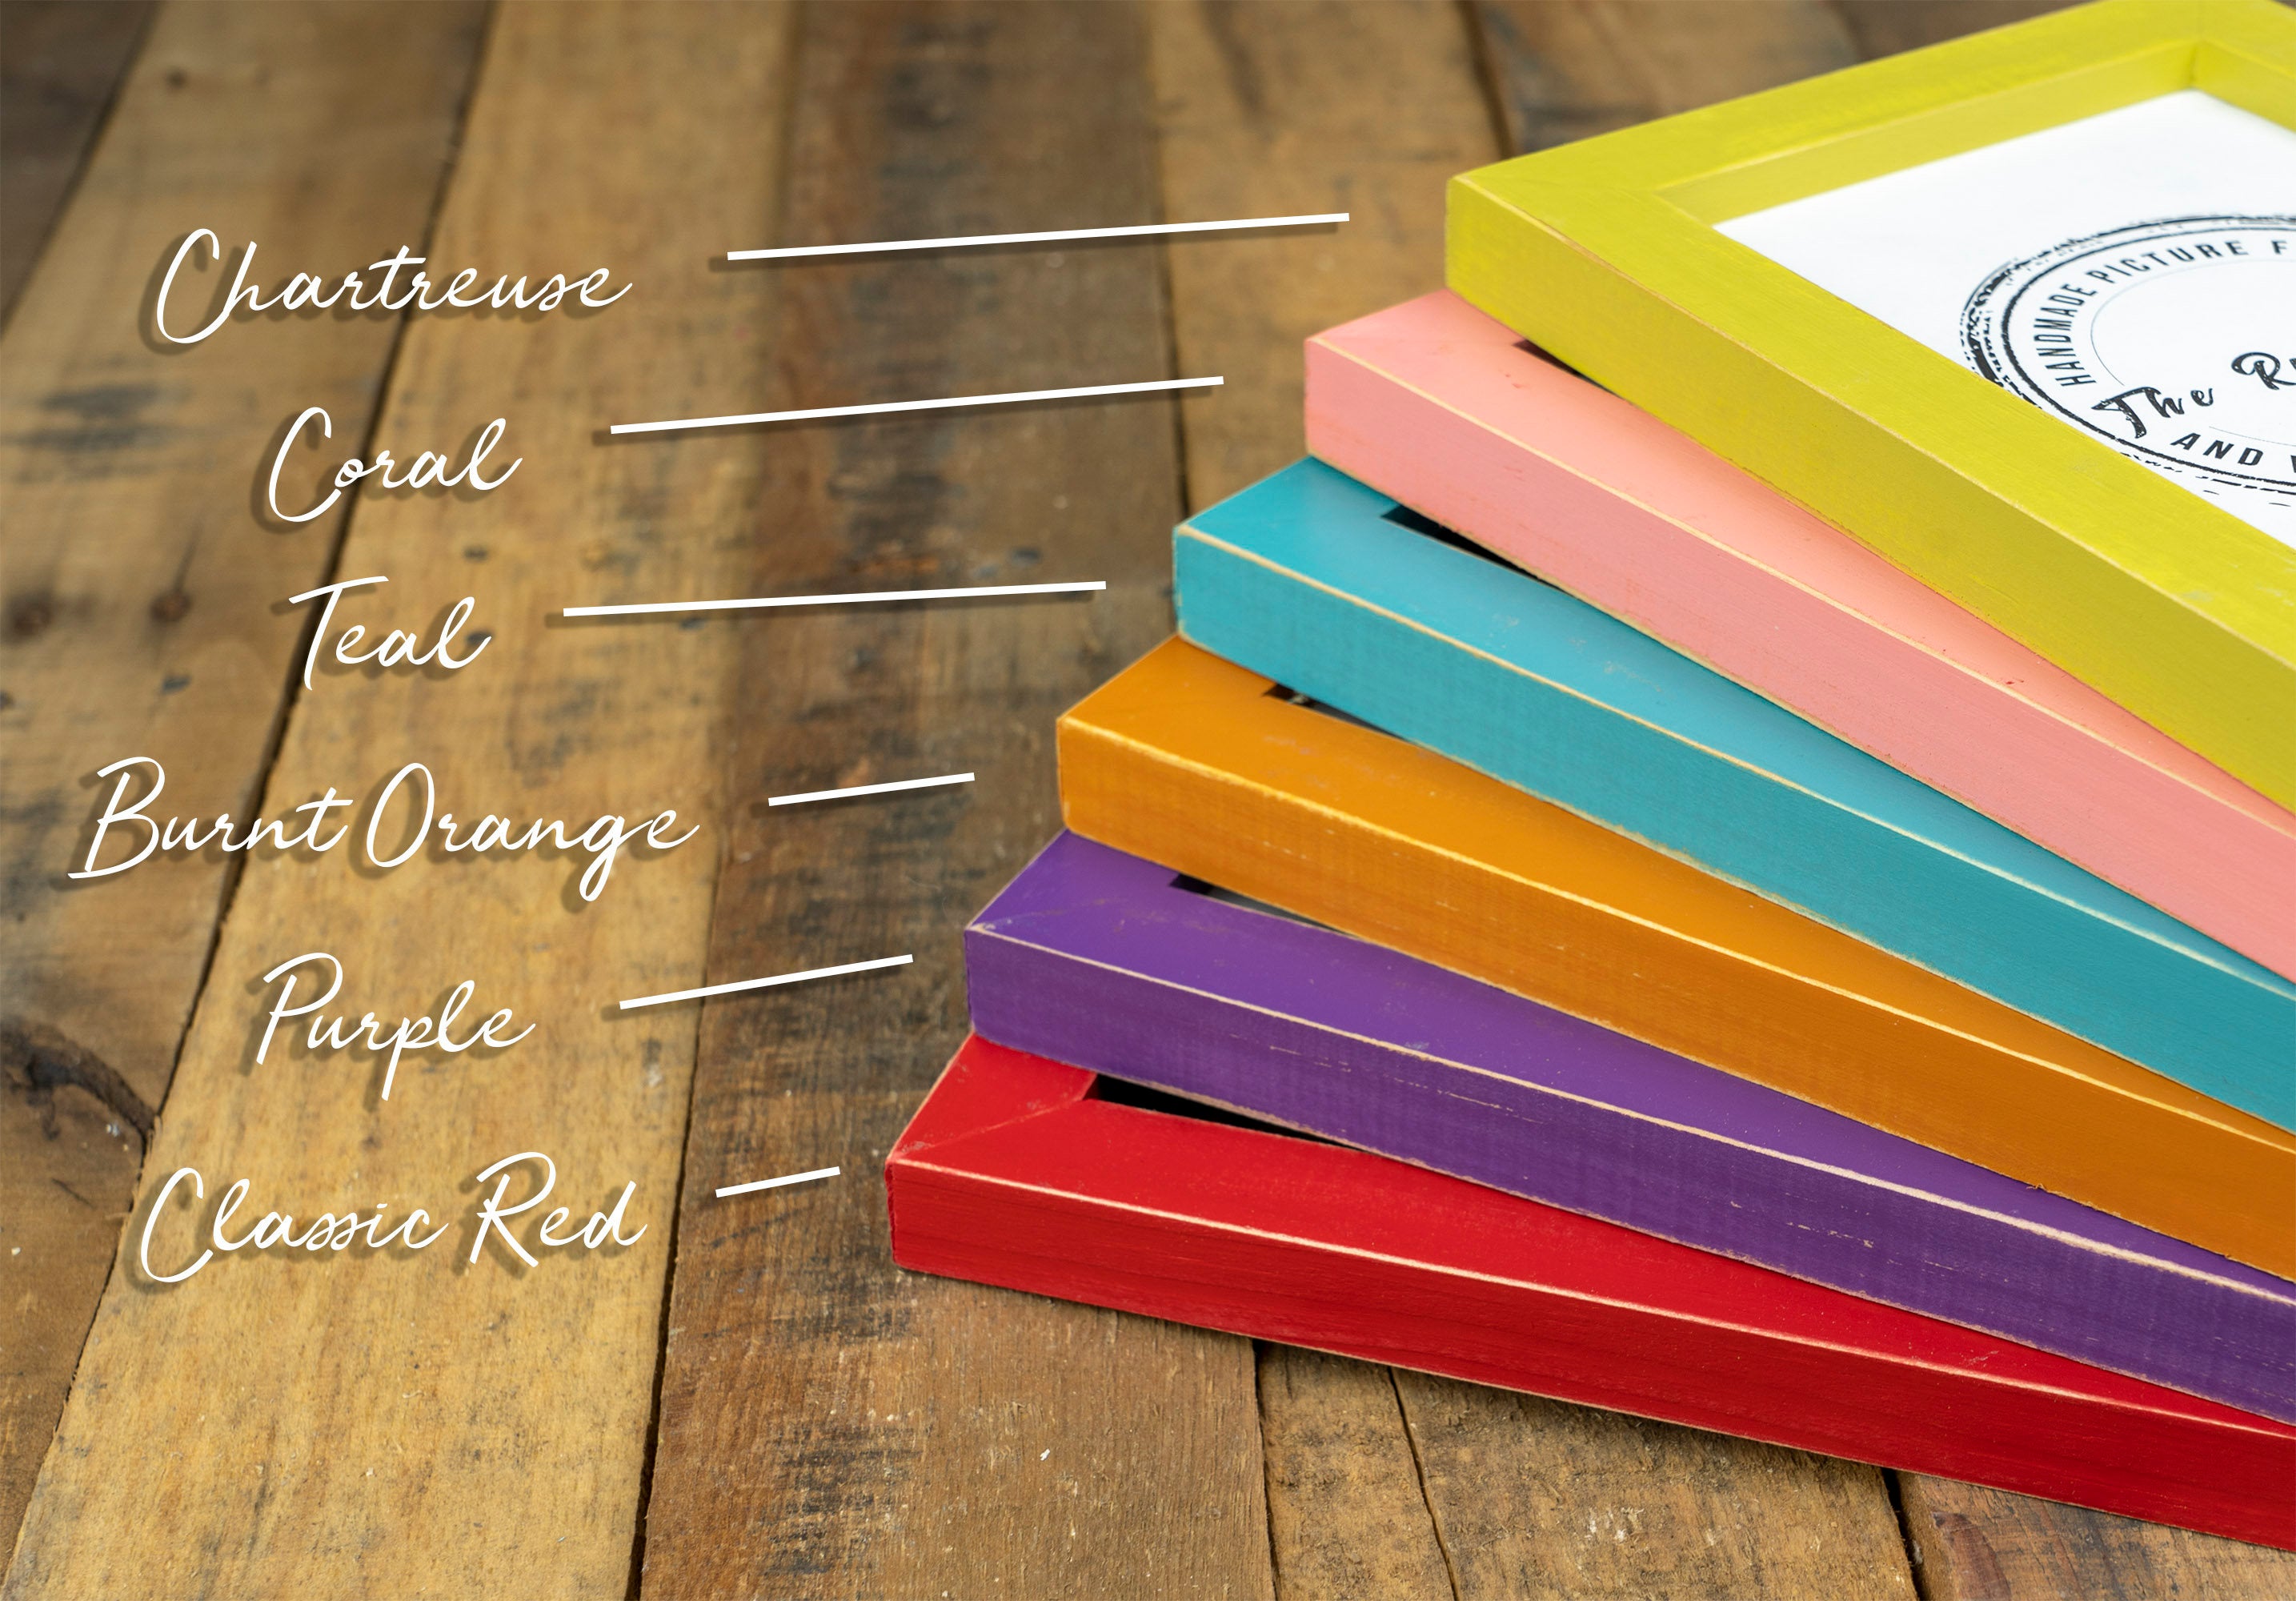 Chartreuse
Coral
Teal
Burnt Orange
Purple
Classic Red
HANDMADE PICTURE
The
AND